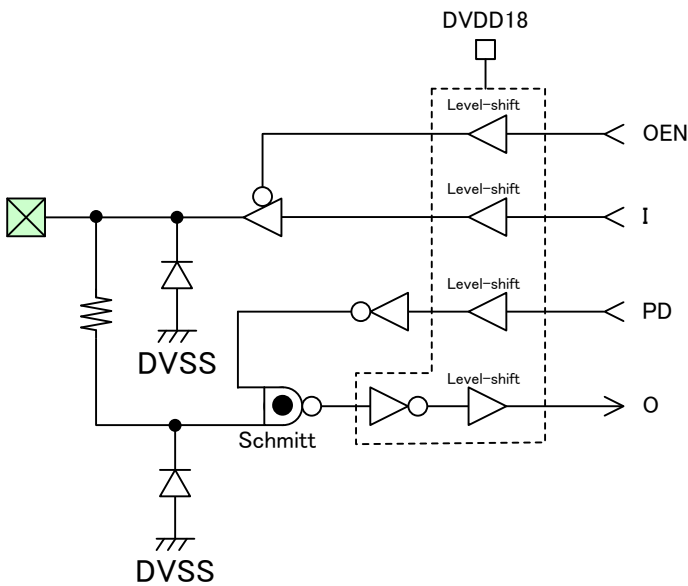 DVDD18
Level-shift
OEN
Level-shift
I
Level-shift
PD
DVSS
Level-shift
O
Schmitt
DVSS